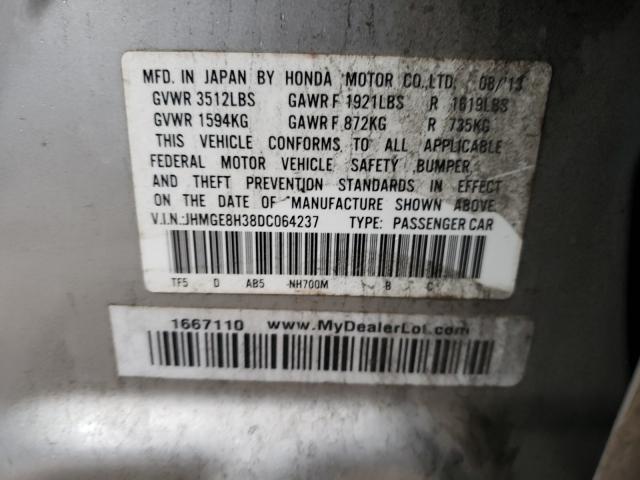 MFD. IN JAPAN BY HONDA MOTOR CO.,LTD. 08/13
GVWR 3512LBS GAWR F 1921LBS R 1619LBS
GVWR 1594KG GAWR F 872KG R 735KG
THIS VEHICLE CONFORMS TO ALL APPLICABLE
FEDERAL MOTOR VEHICLE SAFETY BUMPER,
AND THEFT PREVENTION STANDARDS IN EFFECT
ON THE DATE OF MANUFACTURE SHOWN ABOVE.
V.I.N.:JHMGE8H38DC064237 TYPE: PASSENGER CAR
TF5 D AB5 NH700M B C
1667110 www.MyDealerLot.com